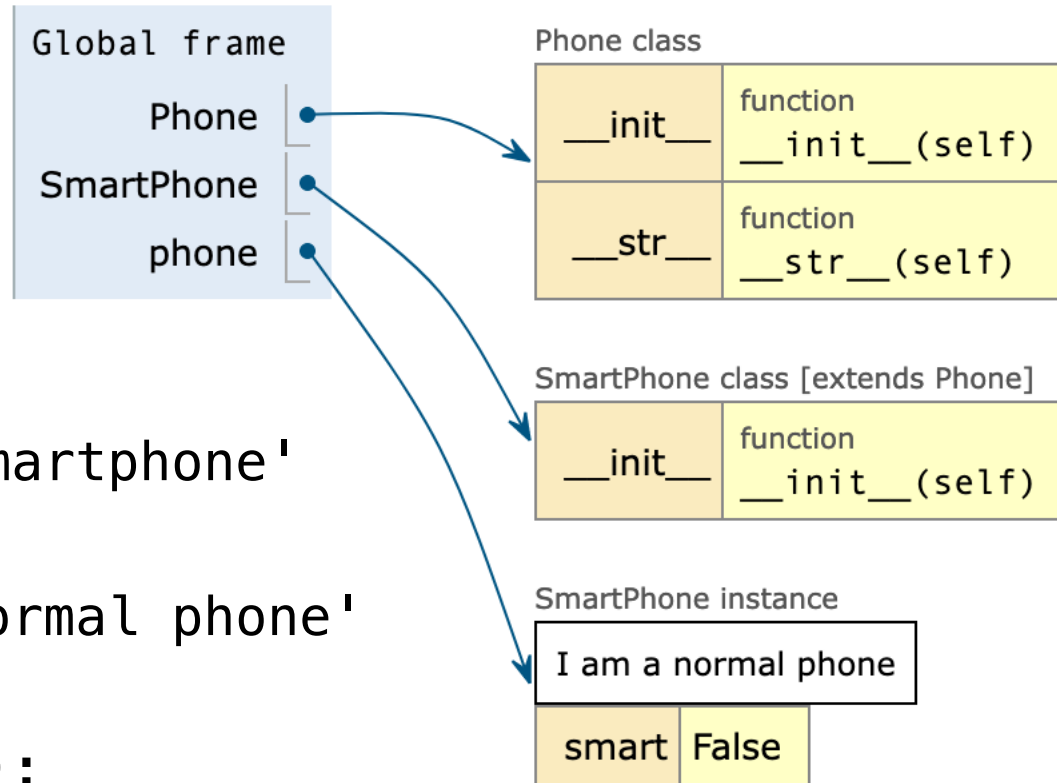 Global frame
Phone
SmartPhone
phone
Phone class
__init__
function
__init__(self)
__str__
function
__str__(self)
SmartPhone class [extends Phone]
__init__
function
__init__(self)
SmartPhone instance
I am a normal phone
smart False
martphone'
ormal phone'
: